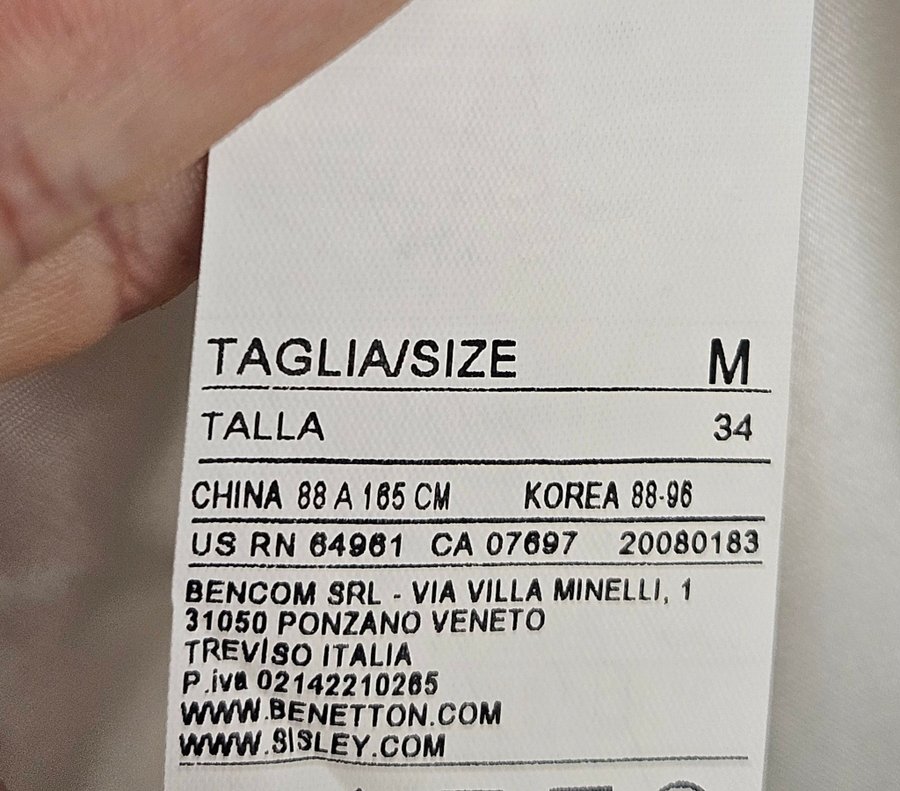 TAGLIA/SIZE M
TALLA 34
CHINA 88 A 165 CM KOREA 88-96
US RN 64961 CA 07697 20080183
BENCOM SRL - VIA VILLA MINELLI, 1
31050 PONZANO VENETO
TREVISO ITALIA
P.iva 02142210265
WWW.BENETTON.COM
WWW.SISLEY.COM